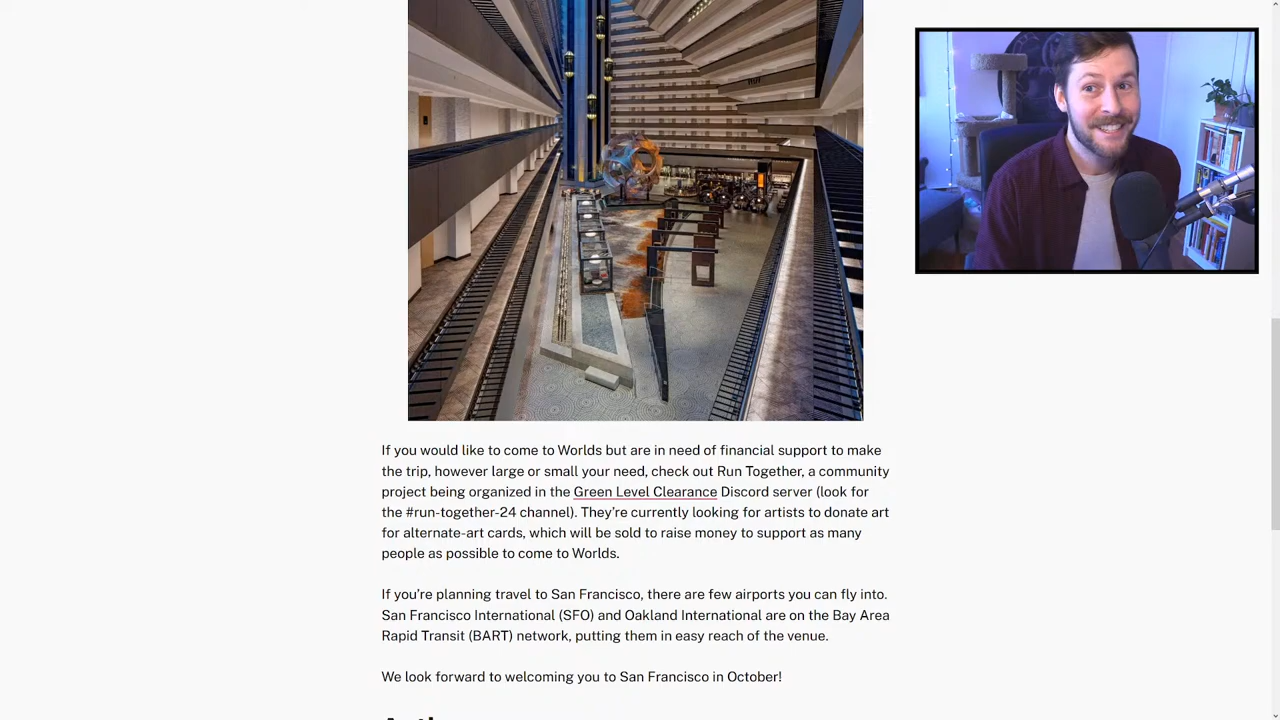 If you would like to come to Worlds but are in need of financial support to make
the trip, however large or small your need, check out Run Together, a community
project being organized in the Green Level Clearance Discord server (look for
the #run-together-24 channel). They’re currently looking for artists to donate art
for alternate-art cards, which will be sold to raise money to support as many
people as possible to come to Worlds.
If you’re planning travel to San Francisco, there are few airports you can fly into.
San Francisco International (SFO) and Oakland International are on the Bay Area
Rapid Transit (BART) network, putting them in easy reach of the venue.
We look forward to welcoming you to San Francisco in October!